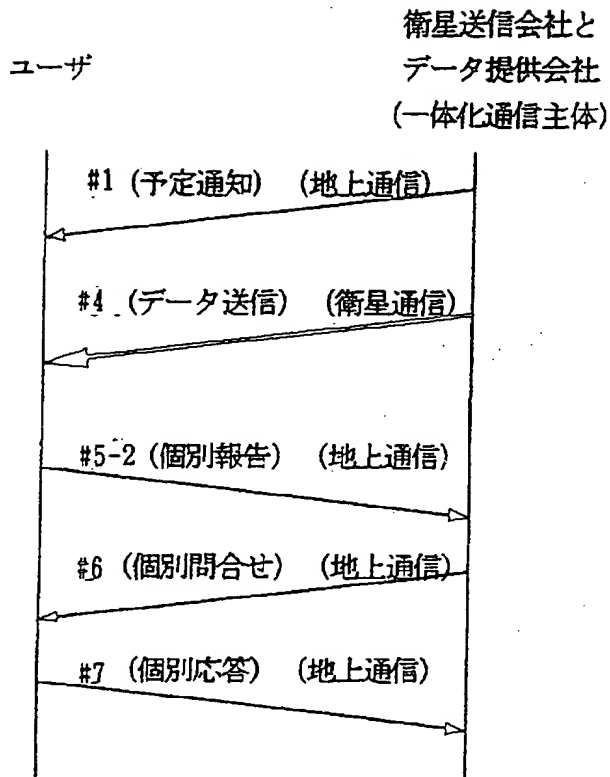 衛星送信会社と
ユーザ データ提供会社
(一体化通信主体)
#1 (予定通知) (地上通信)
#4 (データ送信) (衛星通信)
#5-2 (個別報告) (地上通信)
#6 (個別問合せ) (地上通信)
#7 (個別応答) (地上通信)